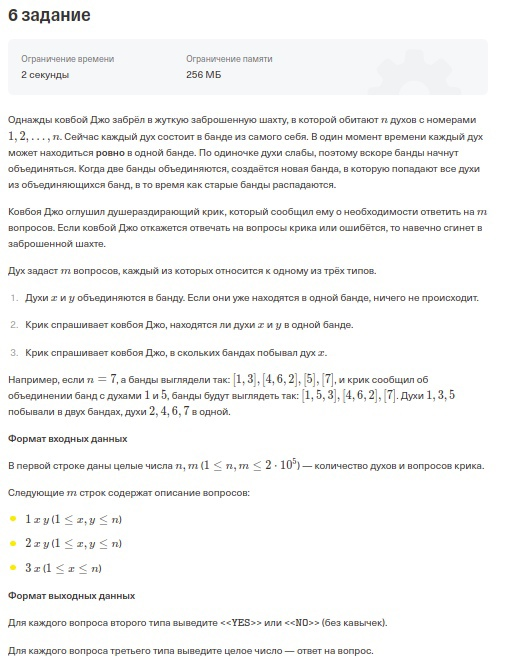 6 задание
Ограничение времени
Ограничение памяти
2 секунды
256 МБ
Однажды ковбой Джо забрёл в жуткую заброшенную шахту, в которой обитают n духов с номерами
1, 2, . . . , n. Сейчас каждый дух состоит в банде из самого себя. В один момент времени каждый дух
может находиться ровно в одной банде. По одиночке духи слабы, поэтому вскоре банды начнут
объединяться. Когда две банды объединяются, создаётся новая банда, в которую попадают все духи
из объединяющихся банд, в то время как старые банды распадаются.
Ковбоя Джо оглушил душераздирающий крик, который сообщил ему о необходимости ответить на m
вопросов. Если ковбой Джо откажется отвечать на вопросы крика или ошибётся, то навечно сгинет в
заброшенной шахте.
Дух задаст m вопросов, каждый из которых относится к одному из трёх типов.
1. Духи x и y объединяются в банду. Если они уже находятся в одной банде, ничего не происходит.
2. Крик спрашивает ковбоя Джо, находятся ли духи x и y в одной банде.
3. Крик спрашивает ковбоя Джо, в скольких бандах побывал дух x.
Например, если n = 7, а банды выглядели так: [1, 3], [4, 6, 2], [5], [7], и крик сообщил об
объединении банд с духами 1 и 5, банды будут выглядеть так: [1, 5, 3], [4, 6, 2], [7]. Духи 1, 3, 5
побывали в двух бандах, духи 2, 4, 6, 7 в одной.
Формат входных данных
В первой строке даны целые числа n, m (1 ≤ n, m ≤ 2 · 10⁵) — количество духов и вопросов крика.
Следующие m строк содержат описание вопросов:
1 x y (1 ≤ x, y ≤ n)
2 x y (1 ≤ x, y ≤ n)
3 x (1 ≤ x ≤ n)
Формат выходных данных
Для каждого вопроса второго типа выведите <<YES>> или <<NO>> (без кавычек).
Для каждого вопроса третьего типа выведите целое число — ответ на вопрос.